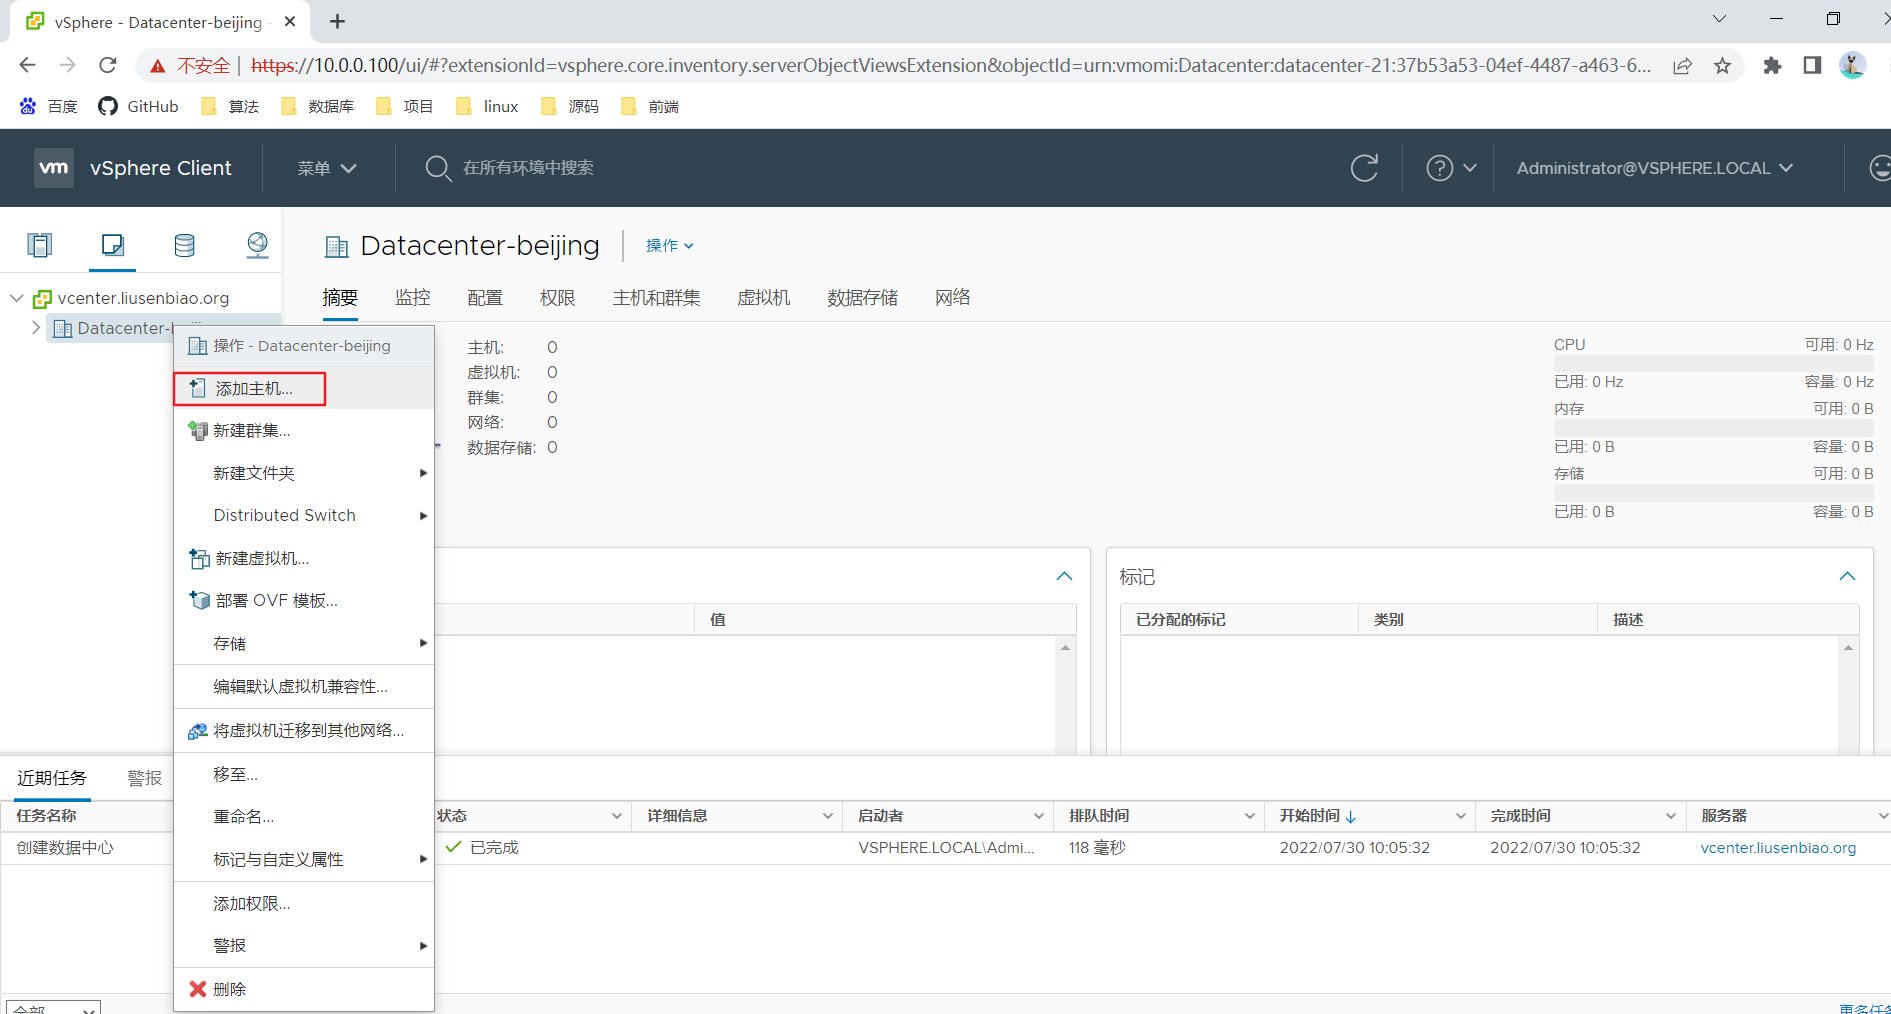 vSphere - Datacenter-beijing -
不安全 | https://10.0.0.100/ui/#?extensionId=vsphere.core.inventory.serverObjectViewsExtension&objectId=urn:vmomi:Datacenter:datacenter-21:37b53a53-04ef-4487-a463-6...
百度 GitHub 算法 数据库 项目 linux 源码 前端
vm vSphere Client 菜单 在所有环境中搜索 Administrator@VSPHERE.LOCAL
Datacenter-beijing 操作
摘要 监控 配置 权限 主机和群集 虚拟机 数据存储 网络
vcenter.liusenbiao.org
Datacenter-
操作 - Datacenter-beijing
添加主机...
新建群集...
新建文件夹
Distributed Switch
新建虚拟机...
部署 OVF 模板...
存储
编辑默认虚拟机兼容性...
将虚拟机迁移到其他网络...
移至...
重命名...
标记与自定义属性
添加权限...
警报
删除
主机: 0
虚拟机: 0
群集: 0
网络: 0
数据存储: 0
CPU 可用: 0 Hz
已用: 0 Hz 容量: 0 Hz
内存 可用: 0 B
已用: 0 B 容量: 0 B
存储 可用: 0 B
已用: 0 B 容量: 0 B
值
标记
已分配的标记 类别 描述
近期任务 警报
任务名称 状态 详细信息 启动者 排队时间 开始时间 完成时间 服务器
创建数据中心 已完成 VSPHERE.LOCAL\Admi... 118 毫秒 2022/07/30 10:05:32 2022/07/30 10:05:32 vcenter.liusenbiao.org
全部 更多任务